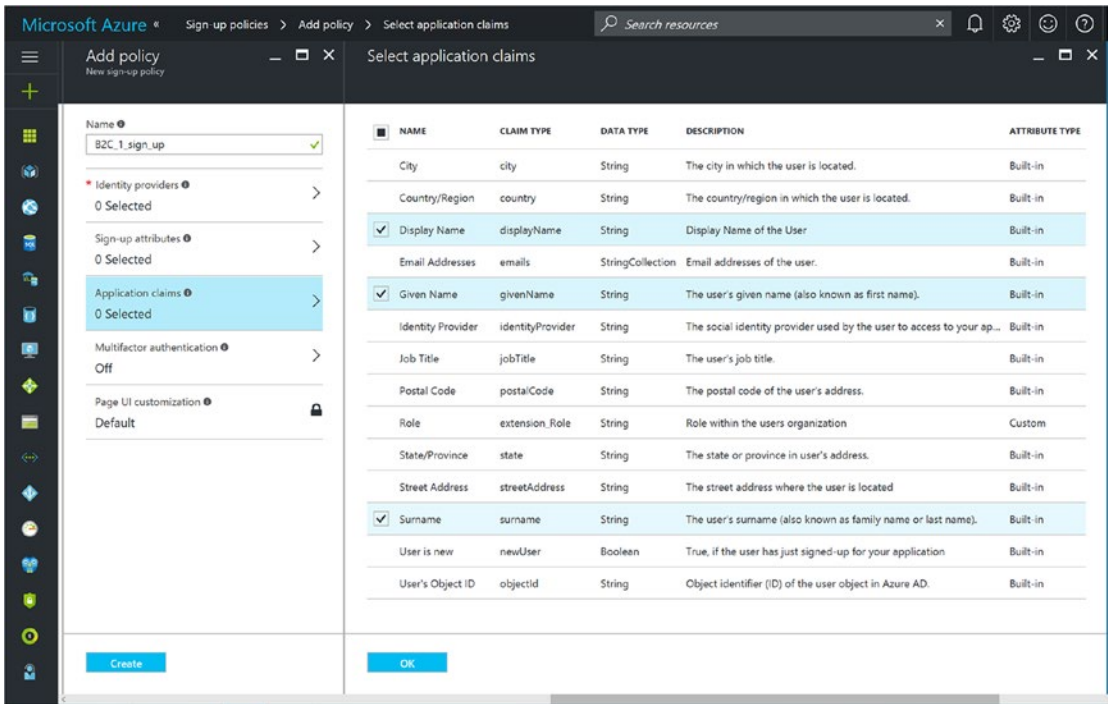 Microsoft Azure « Sign-up policies > Add policy > Select application claims Search resources
Add policy
New sign-up policy
Name
B2C_1_sign_up
* Identity providers
0 Selected
Sign-up attributes
0 Selected
Application claims
0 Selected
Multifactor authentication
Off
Page UI customization
Default
Create
Select application claims
NAME CLAIM TYPE DATA TYPE DESCRIPTION ATTRIBUTE TYPE
City city String The city in which the user is located. Built-in
Country/Region country String The country/region in which the user is located. Built-in
Display Name displayName String Display Name of the User Built-in
Email Addresses emails StringCollection Email addresses of the user. Built-in
Given Name givenName String The user's given name (also known as first name). Built-in
Identity Provider identityProvider String The social identity provider used by the user to access to your ap... Built-in
Job Title jobTitle String The user's job title. Built-in
Postal Code postalCode String The postal code of the user's address. Built-in
Role extension_Role String Role within the users organization Custom
State/Province state String The state or province in user's address. Built-in
Street Address streetAddress String The street address where the user is located Built-in
Surname surname String The user's surname (also known as family name or last name). Built-in
User is new newUser Boolean True, if the user has just signed-up for your application Built-in
User's Object ID objectId String Object identifier (ID) of the user object in Azure AD. Built-in
OK